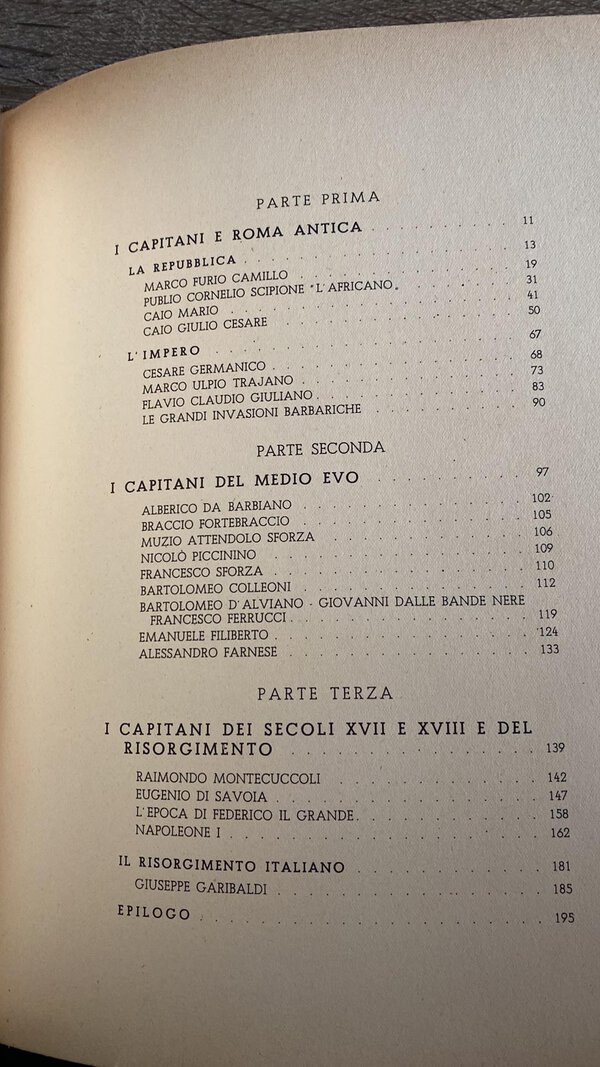 PARTE PRIMA
I CAPITANI E ROMA ANTICA 11
LA REPUBBLICA 13
MARCO FURIO CAMILLO 19
PUBLIO CORNELIO SCIPIONE "L'AFRICANO„ 31
CAIO MARIO 41
CAIO GIULIO CESARE 50
L'IMPERO 67
CESARE GERMANICO 68
MARCO ULPIO TRAJANO 73
FLAVIO CLAUDIO GIULIANO 83
LE GRANDI INVASIONI BARBARICHE 90
PARTE SECONDA
I CAPITANI DEL MEDIO EVO 97
ALBERICO DA BARBIANO 102
BRACCIO FORTEBRACCIO 105
MUZIO ATTENDOLO SFORZA 106
NICOLÒ PICCININO 109
FRANCESCO SFORZA 110
BARTOLOMEO COLLEONI 112
BARTOLOMEO D'ALVIANO - GIOVANNI DALLE BANDE NERE
FRANCESCO FERRUCCI 119
EMANUELE FILIBERTO 124
ALESSANDRO FARNESE 133
PARTE TERZA
I CAPITANI DEI SECOLI XVII E XVIII E DEL
RISORGIMENTO 139
RAIMONDO MONTECUCCOLI 142
EUGENIO DI SAVOIA 147
L'EPOCA DI FEDERICO IL GRANDE 158
NAPOLEONE I 162
IL RISORGIMENTO ITALIANO 181
GIUSEPPE GARIBALDI 185
EPILOGO 195